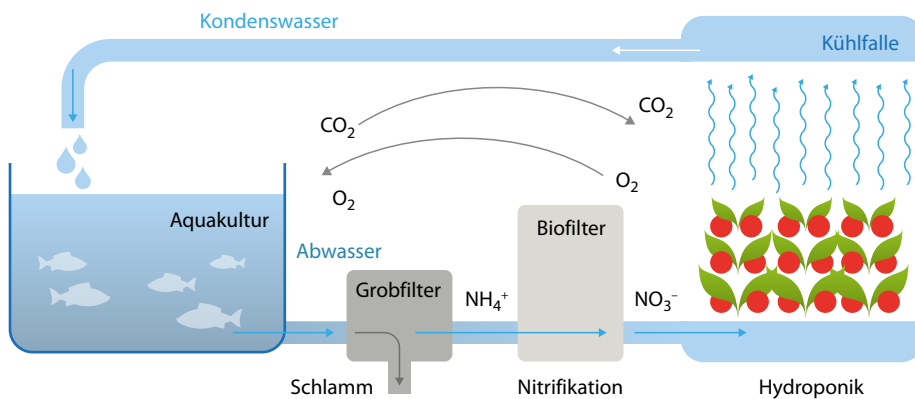 Kondenswasser
Kühlfalle
CO₂
CO₂
O₂
O₂
Aquakultur
Abwasser
Biofilter
Grobfilter
NH₄⁺
NO₃⁻
Schlamm
Nitrifikation
Hydroponik